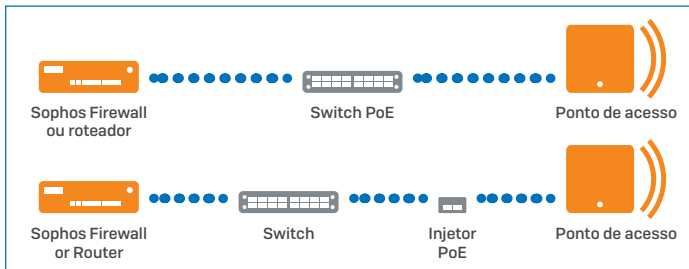 Sophos Firewall
ou roteador
Switch PoE
Ponto de acesso
Sophos Firewall
or Router
Switch
Injetor
PoE
Ponto de acesso